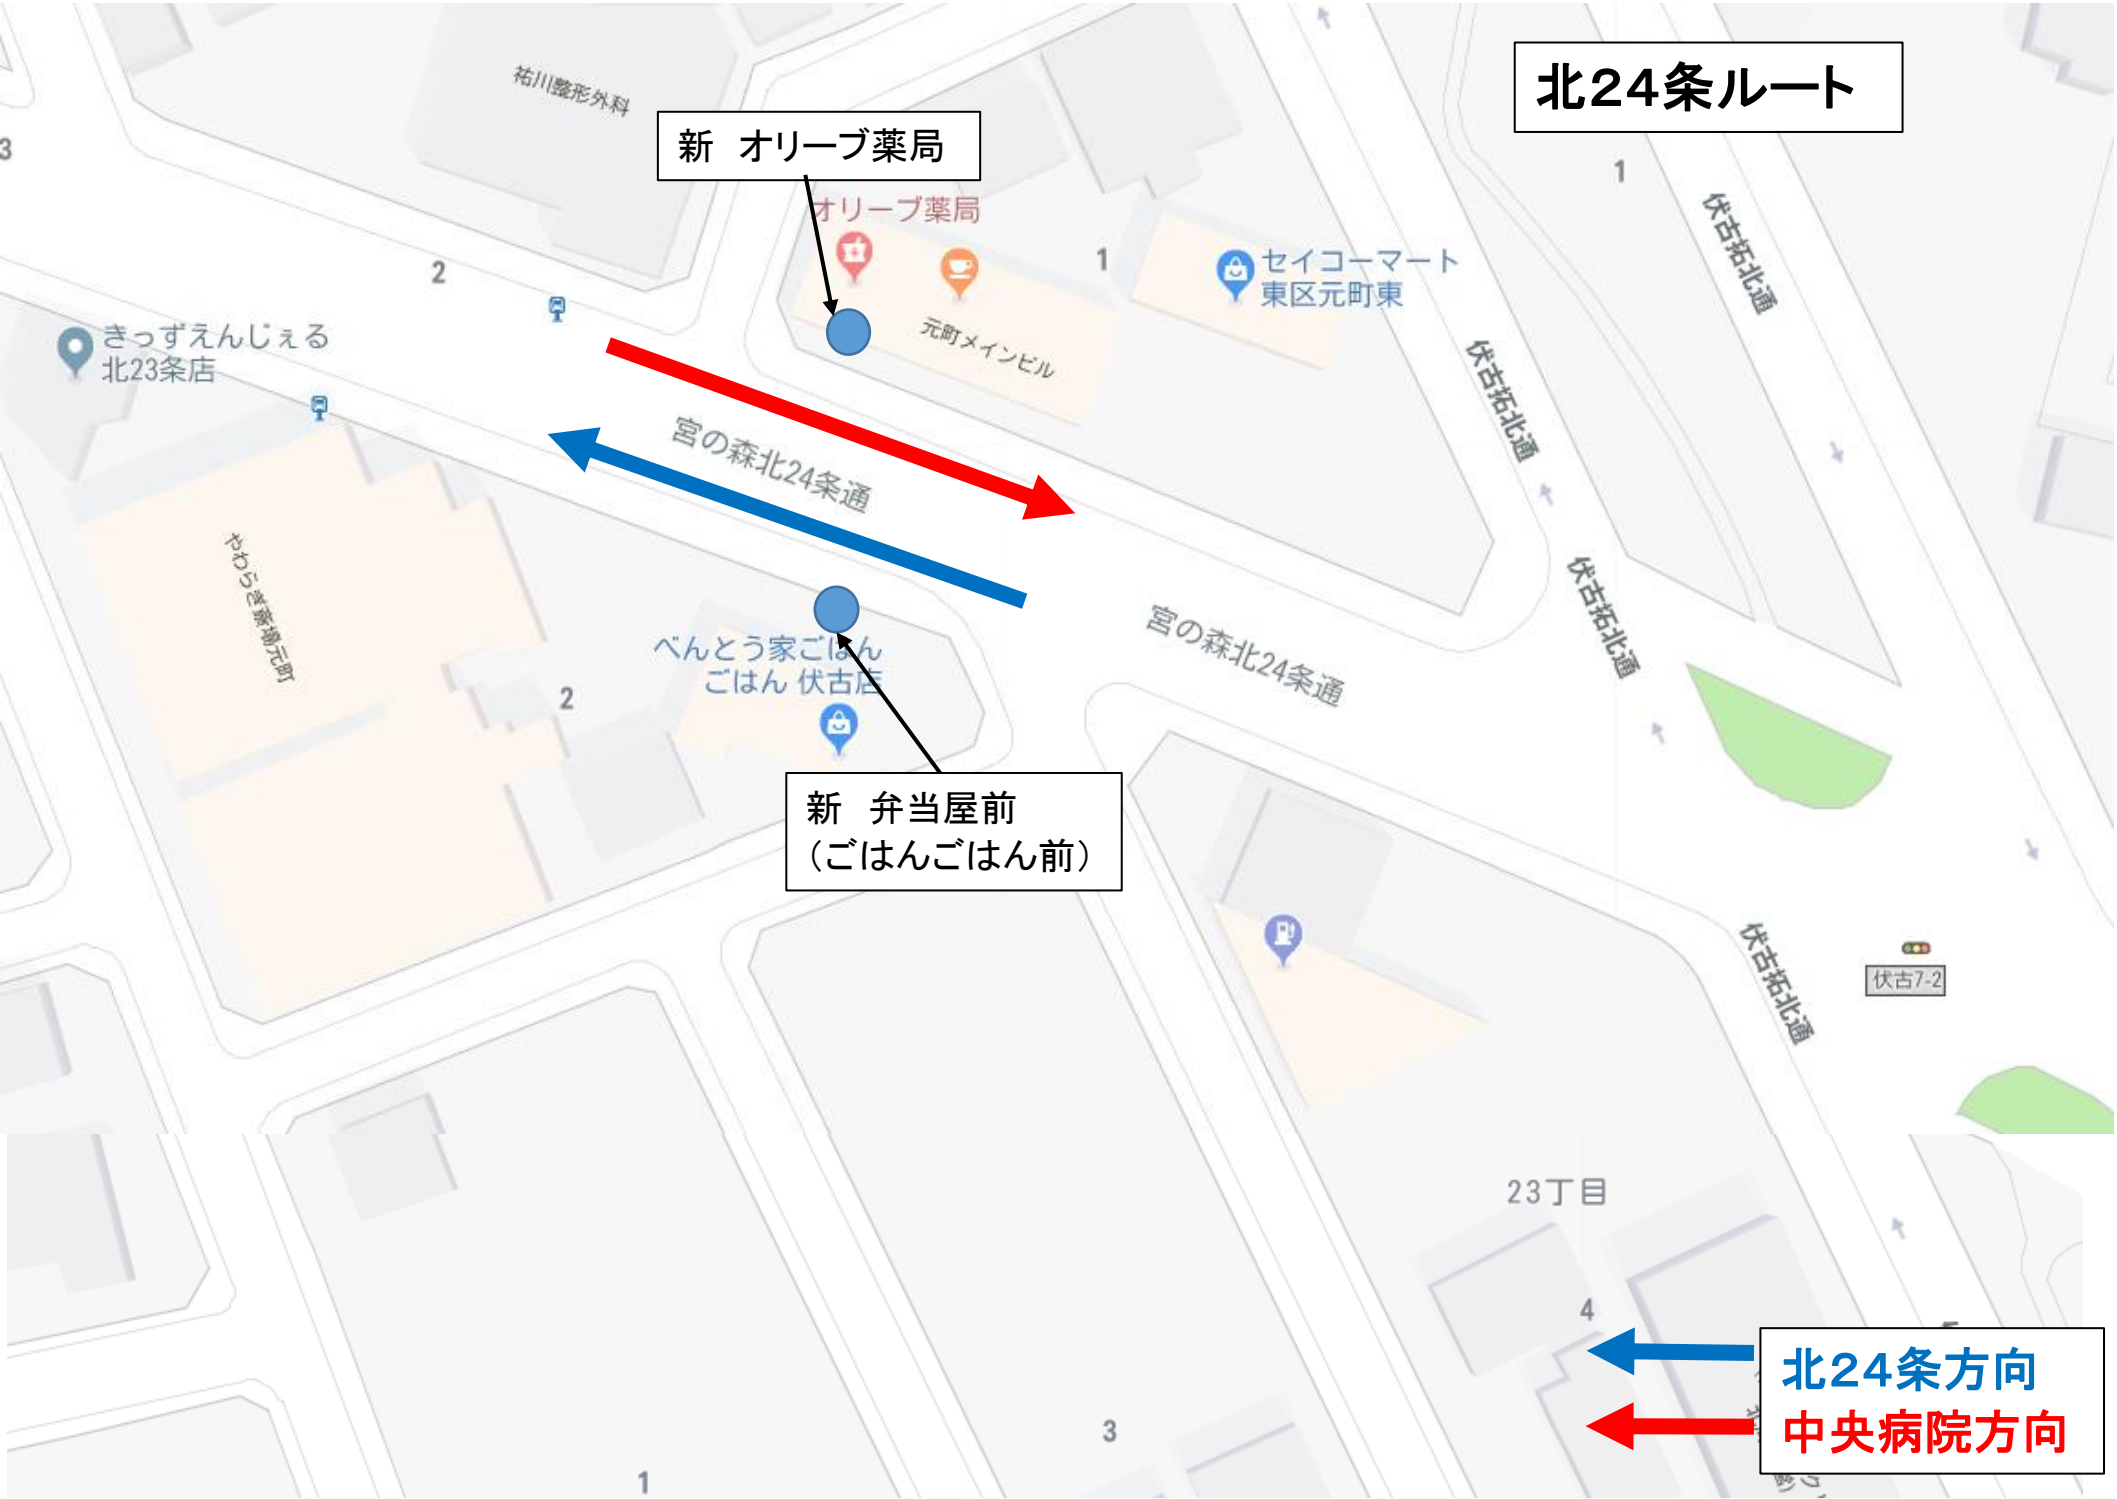 北24条ルート
祐川整形外科
新　オリーブ薬局
3
1
オリーブ薬局
伏古拓北通
2
1
セイコーマート
東区元町東
きっずえんじぇる
北23条店
元町メインビル
伏古拓北通
宮の森北24条通
やわらぎ斎場元町
伏古拓北通
宮の森北24条通
べんとう家ごはん
ごはん 伏古店
2
新　弁当屋前
（ごはんごはん前）
伏古拓北通
伏古7-2
23丁目
4
北24条方向
中央病院方向
3
1